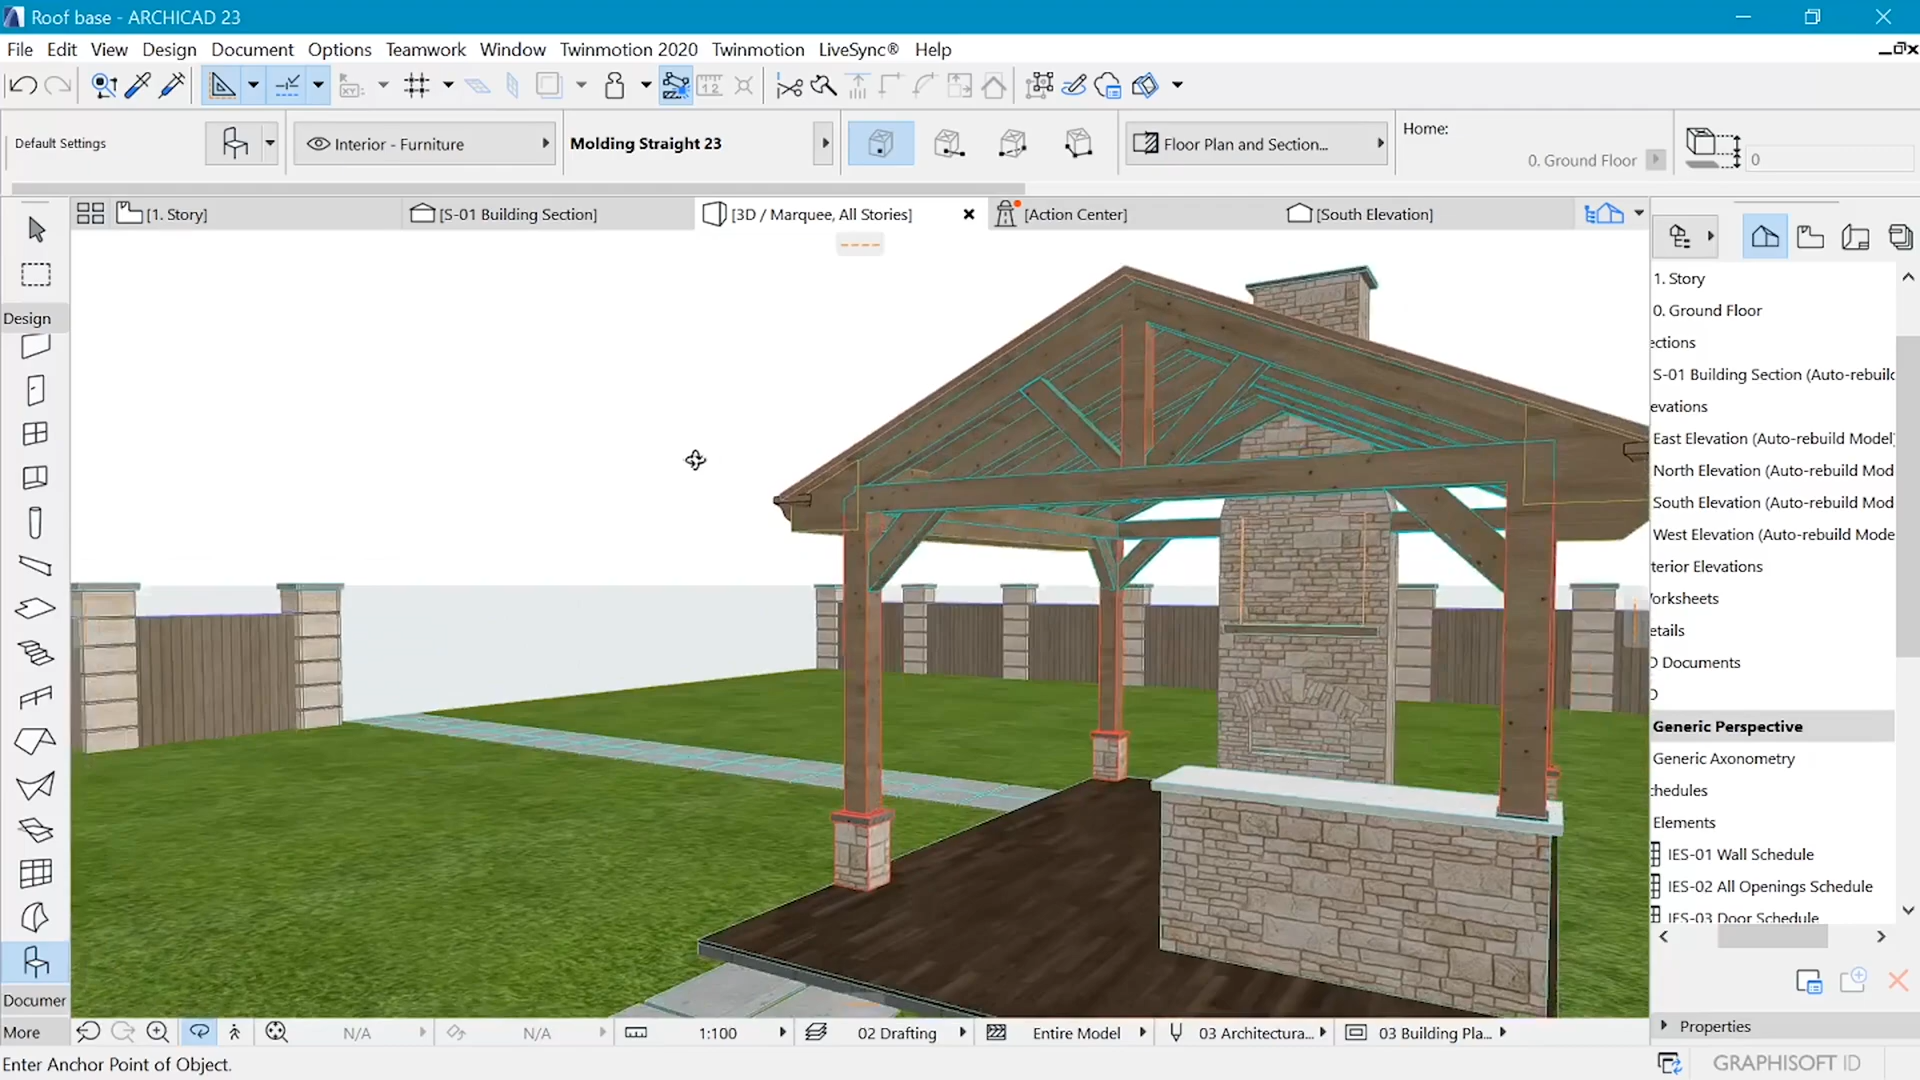 Roof base - ARCHICAD 23
File Edit View Design Document Options Teamwork Window Twinmotion 2020 Twinmotion LiveSync® Help
Default Settings
Interior - Furniture
Molding Straight 23
Floor Plan and Section...
Home:
0. Ground Floor
0
[1. Story]
[S-01 Building Section]
[3D / Marquee, All Stories]
[Action Center]
[South Elevation]
Design
1. Story
0. Ground Floor
ections
S-01 Building Section (Auto-rebuild
evations
East Elevation (Auto-rebuild Model)
North Elevation (Auto-rebuild Mod
South Elevation (Auto-rebuild Mod
West Elevation (Auto-rebuild Mode
terior Elevations
orksheets
etails
D Documents
D
Generic Perspective
Generic Axonometry
hedules
Elements
IES-01 Wall Schedule
IES-02 All Openings Schedule
IES-03 Door Schedule
Documer
More
N/A
N/A
1:100
02 Drafting
Entire Model
03 Architectura...
03 Building Pla...
Properties
Enter Anchor Point of Object.
GRAPHISOFT ID